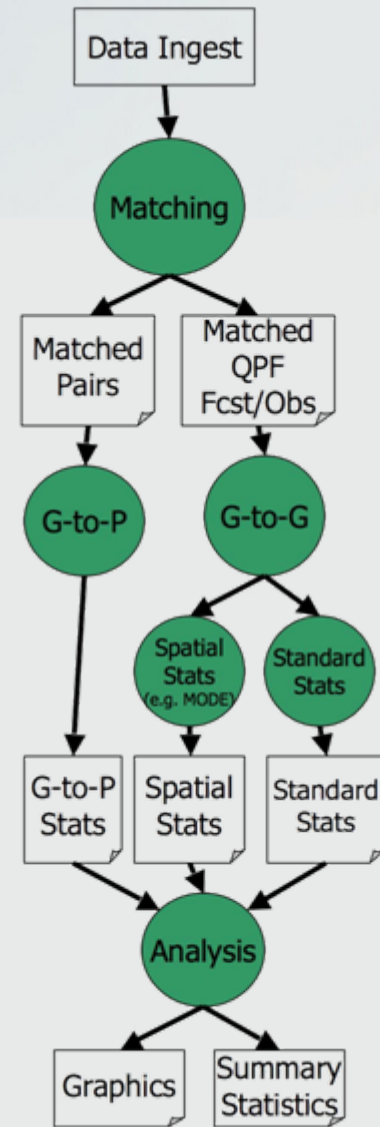 Data Ingest
Matching
Matched
Pairs
Matched
QPF
Fcst/Obs
G-to-P
G-to-G
Spatial
Stats
(e.g. MODE)
Standard
Stats
G-to-P
Stats
Spatial
Stats
Standard
Stats
Analysis
Graphics
Summary
Statistics